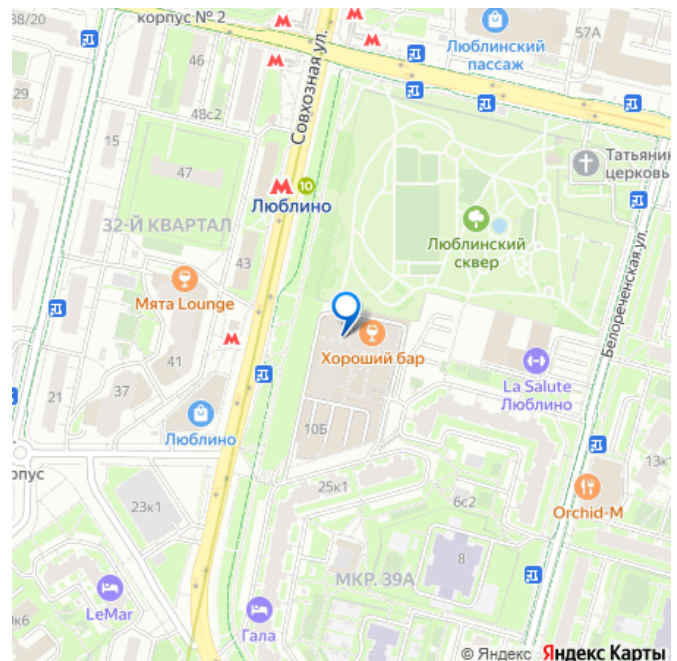 38/20
корпус № 2
Люблинский
пассаж
57А
46
29
48с2
Совхозная ул.
15
47
Татьянин
церковь
10
Люблино
32-Й КВАРТАЛ
Люблинский
сквер
Белореченская ул.
43
Мята Lounge
Хороший бар
41
La Salute
Люблино
37
21
Люблино
10Б
13к1
орпус
23к1
25к1
6с2
Orchid-M
8
МКР. 39А
LeMar
Гала
к6
© Яндекс Яндекс Карты